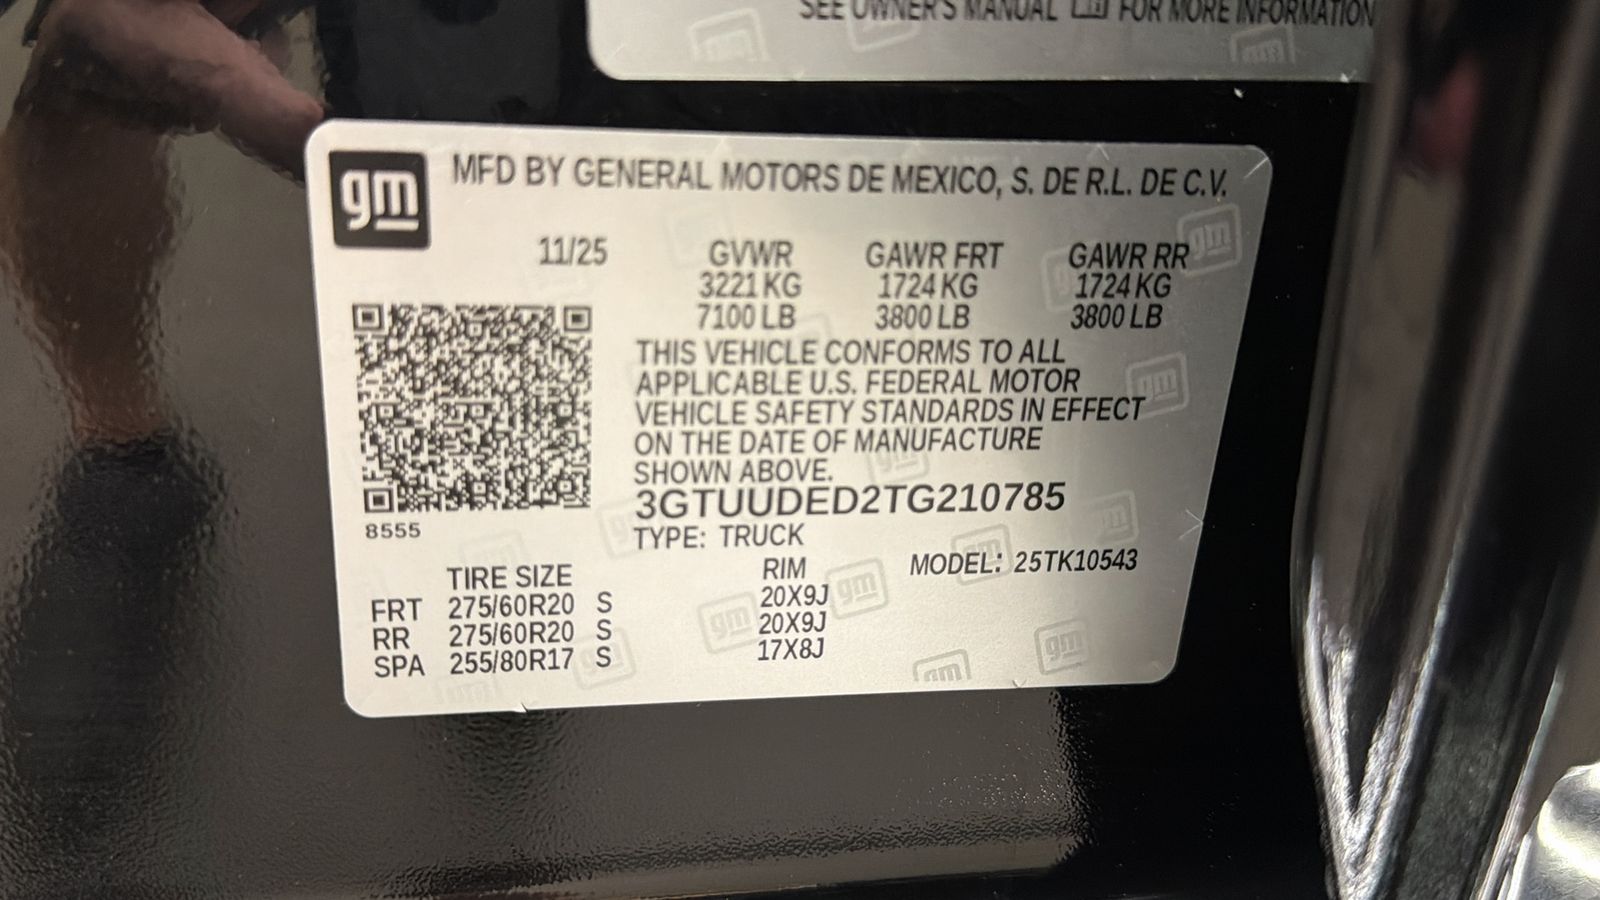 SEE OWNER'S MANUAL FOR MORE INFORMATION
gm
MFD BY GENERAL MOTORS DE MEXICO, S. DE R.L. DE C.V.
11/25 GVWR GAWR FRT GAWR RR
3221 KG 1724 KG 1724 KG
7100 LB 3800 LB 3800 LB
THIS VEHICLE CONFORMS TO ALL
APPLICABLE U.S. FEDERAL MOTOR
VEHICLE SAFETY STANDARDS IN EFFECT
ON THE DATE OF MANUFACTURE
SHOWN ABOVE.
3GTUUDED2TG210785
8555
TYPE: TRUCK
TIRE SIZE RIM MODEL: 25TK10543
FRT 275/60R20 S 20X9J
RR 275/60R20 S 20X9J
SPA 255/80R17 S 17X8J